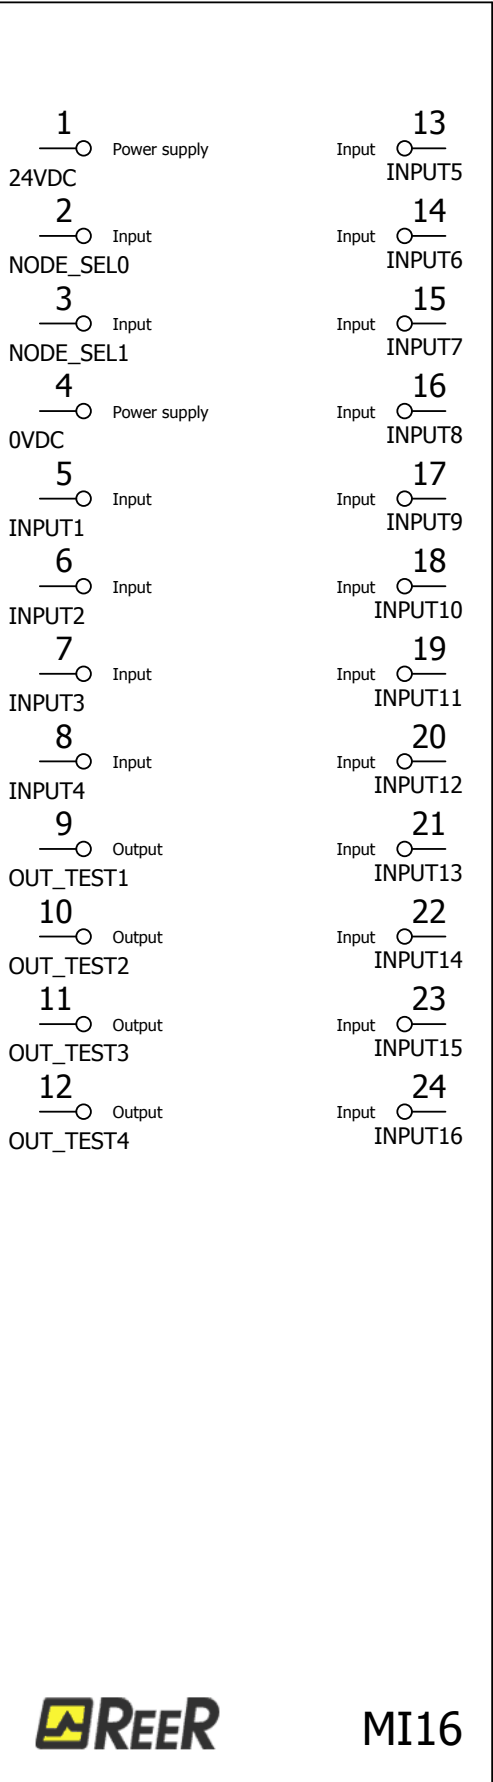 1
Power supply
24VDC
2
Input
NODE_SEL0
3
Input
NODE_SEL1
4
Power supply
0VDC
5
Input
INPUT1
6
Input
INPUT2
7
Input
INPUT3
8
Input
INPUT4
9
Output
OUT_TEST1
10
Output
OUT_TEST2
11
Output
OUT_TEST3
12
Output
OUT_TEST4
13
Input
INPUT5
14
Input
INPUT6
15
Input
INPUT7
16
Input
INPUT8
17
Input
INPUT9
18
Input
INPUT10
19
Input
INPUT11
20
Input
INPUT12
21
Input
INPUT13
22
Input
INPUT14
23
Input
INPUT15
24
Input
INPUT16
REER
MI16